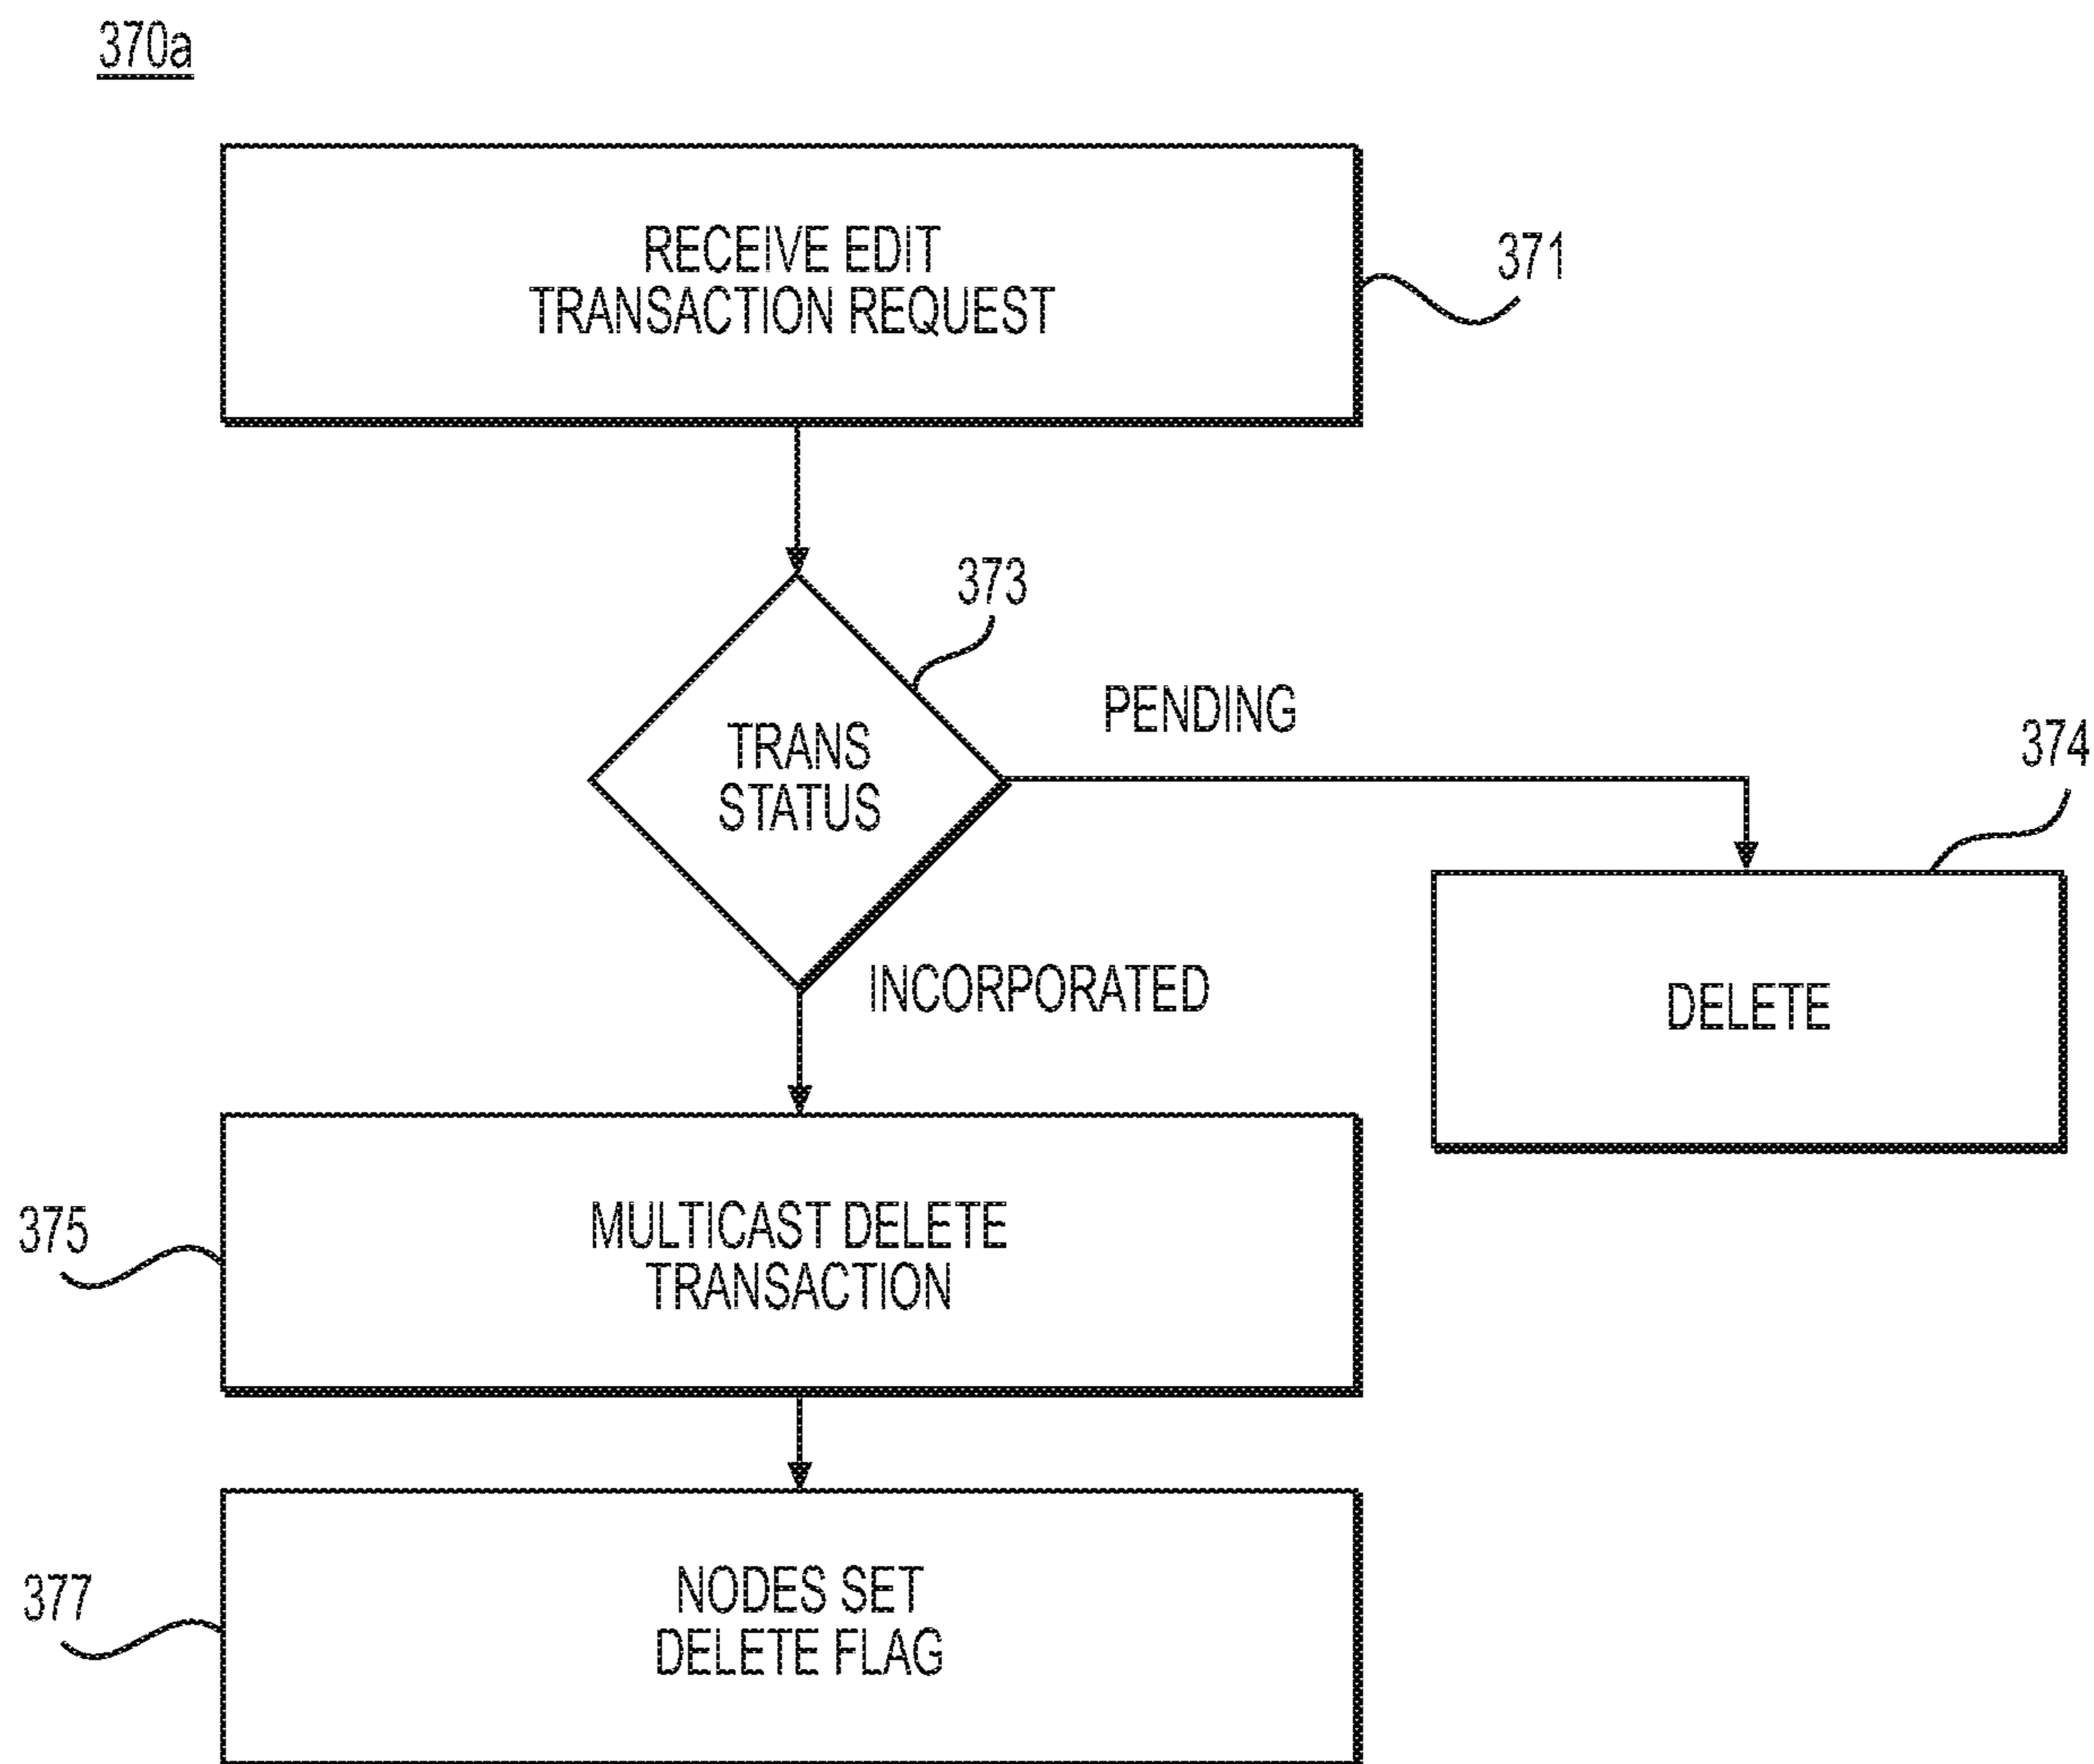 370a
RECEIVE EDIT
TRANSACTION REQUEST
371
373
TRANS
STATUS
PENDING
374
DELETE
INCORPORATED
375
MULTICAST DELETE
TRANSACTION
377
NODES SET
DELETE FLAG